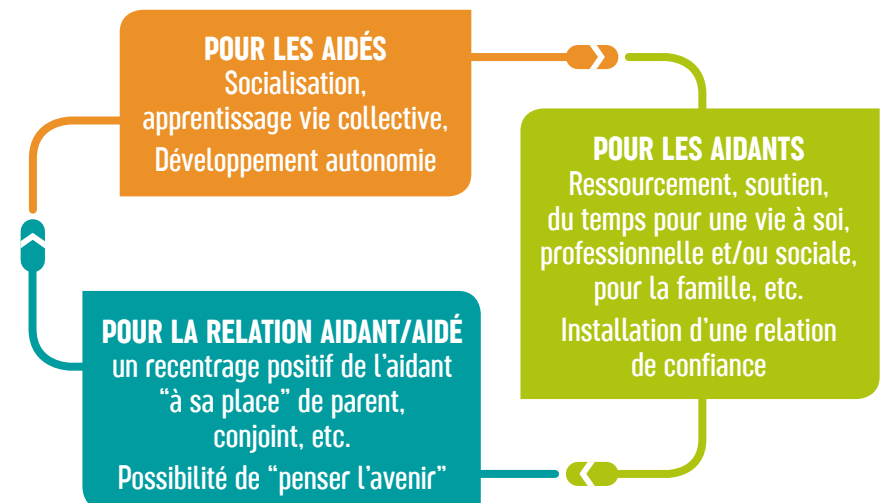 POUR LES AIDÉS
Socialisation,
apprentissage vie collective,
Développement autonomie
POUR LES AIDANTS
Ressourcement, soutien,
du temps pour une vie à soi,
professionnelle et/ou sociale,
pour la famille, etc.
Installation d’une relation
de confiance
POUR LA RELATION AIDANT/AIDÉ
un recentrage positif de l’aidant
“à sa place” de parent,
conjoint, etc.
Possibilité de “penser l’avenir”